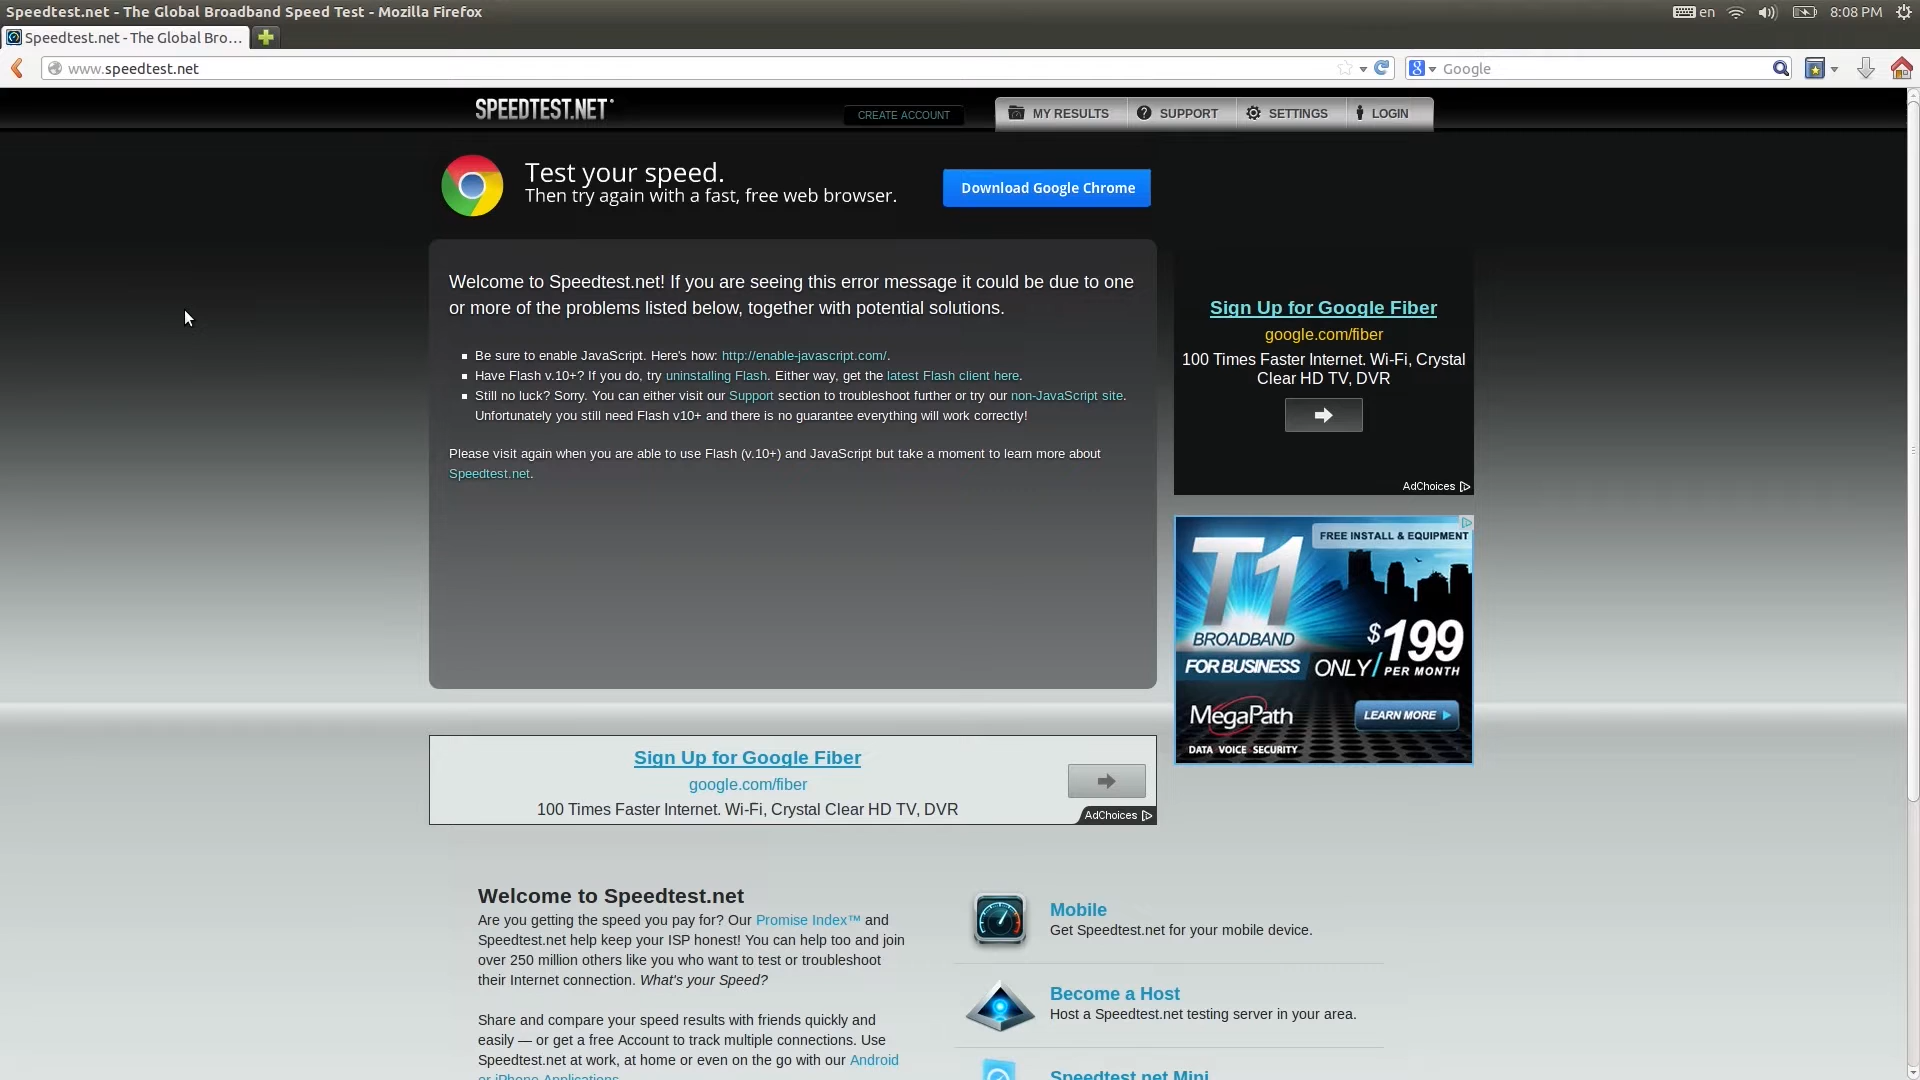 Speedtest.net - The Global Broadband Speed Test - Mozilla Firefox
en
8:08 PM
Speedtest.net - The Global Bro...
www.speedtest.net
Google
SPEEDTEST.NET
CREATE ACCOUNT
MY RESULTS
SUPPORT
SETTINGS
LOGIN
Test your speed.
Then try again with a fast, free web browser.
Download Google Chrome
Welcome to Speedtest.net! If you are seeing this error message it could be due to one
or more of the problems listed below, together with potential solutions.
Be sure to enable JavaScript. Here's how: http://enable-javascript.com/.
Have Flash v.10+? If you do, try uninstalling Flash. Either way, get the latest Flash client here.
Still no luck? Sorry. You can either visit our Support section to troubleshoot further or try our non-JavaScript site.
Unfortunately you still need Flash v10+ and there is no guarantee everything will work correctly!
Please visit again when you are able to use Flash (v.10+) and JavaScript but take a moment to learn more about
Speedtest.net.
Sign Up for Google Fiber
google.com/fiber
100 Times Faster Internet. Wi-Fi, Crystal
Clear HD TV, DVR
AdChoices
FREE INSTALL & EQUIPMENT
T1
BROADBAND
FOR BUSINESS
ONLY/
$199
PER MONTH
MegaPath
DATA VOICE SECURITY
LEARN MORE
Sign Up for Google Fiber
google.com/fiber
100 Times Faster Internet. Wi-Fi, Crystal Clear HD TV, DVR
AdChoices
Welcome to Speedtest.net
Are you getting the speed you pay for? Our Promise Index™ and
Speedtest.net help keep your ISP honest! You can help too and join
over 250 million others like you who want to test or troubleshoot
their Internet connection. What's your Speed?
Share and compare your speed results with friends quickly and
easily — or get a free Account to track multiple connections. Use
Speedtest.net at work, at home or even on the go with our Android
or iPhone Applications.
Mobile
Get Speedtest.net for your mobile device.
Become a Host
Host a Speedtest.net testing server in your area.
Speedtest.net Mini